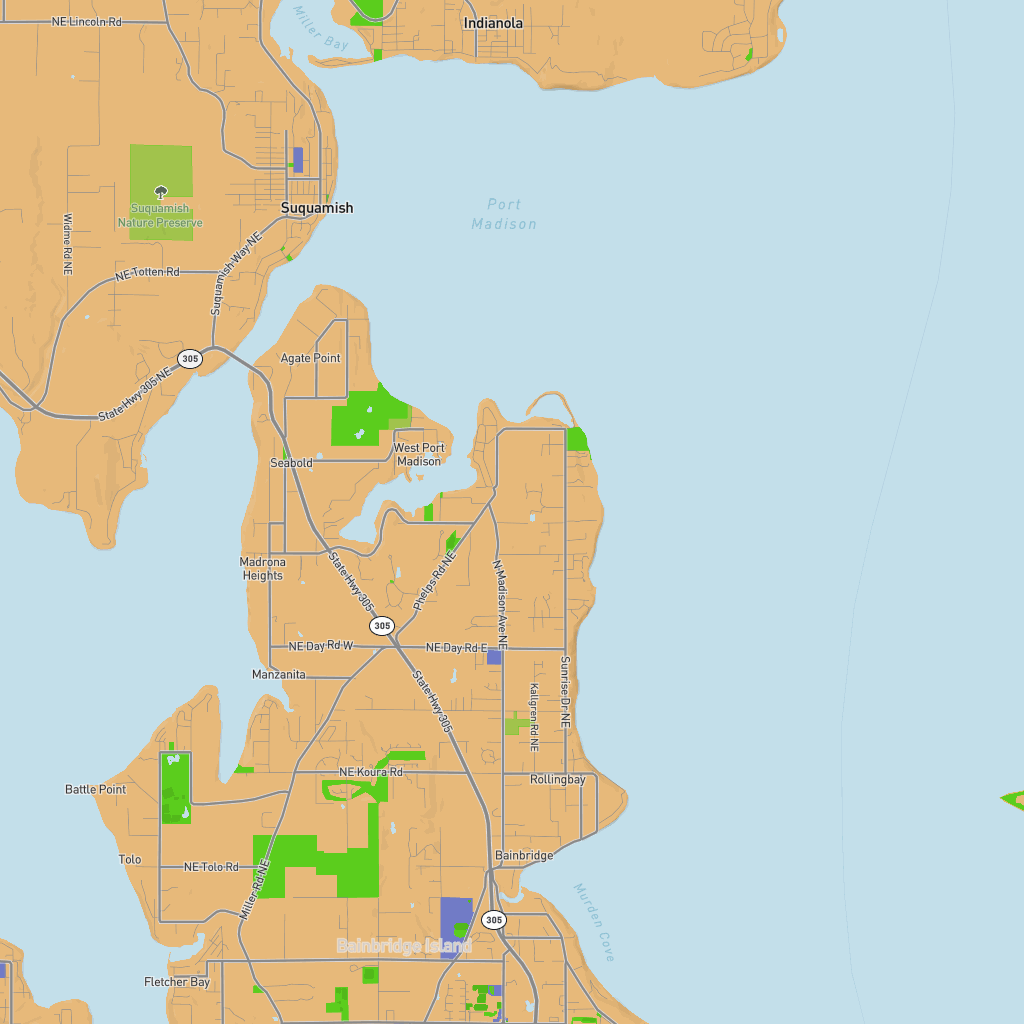 NE Lincoln Rd
Miller Bay
Indianola
Suquamish
Nature Preserve
Suquamish
Port
Madison
Widme Rd NE
Suquamish Way NE
NE Totten Rd
305
State Hwy 305 NE
Agate Point
West Port
Madison
Seabold
Madrona
Heights
State Hwy 305
Phelps Rd NE
N Madison Ave NE
305
NE Day Rd W
NE Day Rd E
Manzanita
State Hwy 305
Kallgren Rd NE
Sunrise Dr NE
NE Koura Rd
Rollingbay
Battle Point
Tolo
NE Tolo Rd
Miller Rd NE
Bainbridge
Murden Cove
305
Bainbridge Island
Fletcher Bay